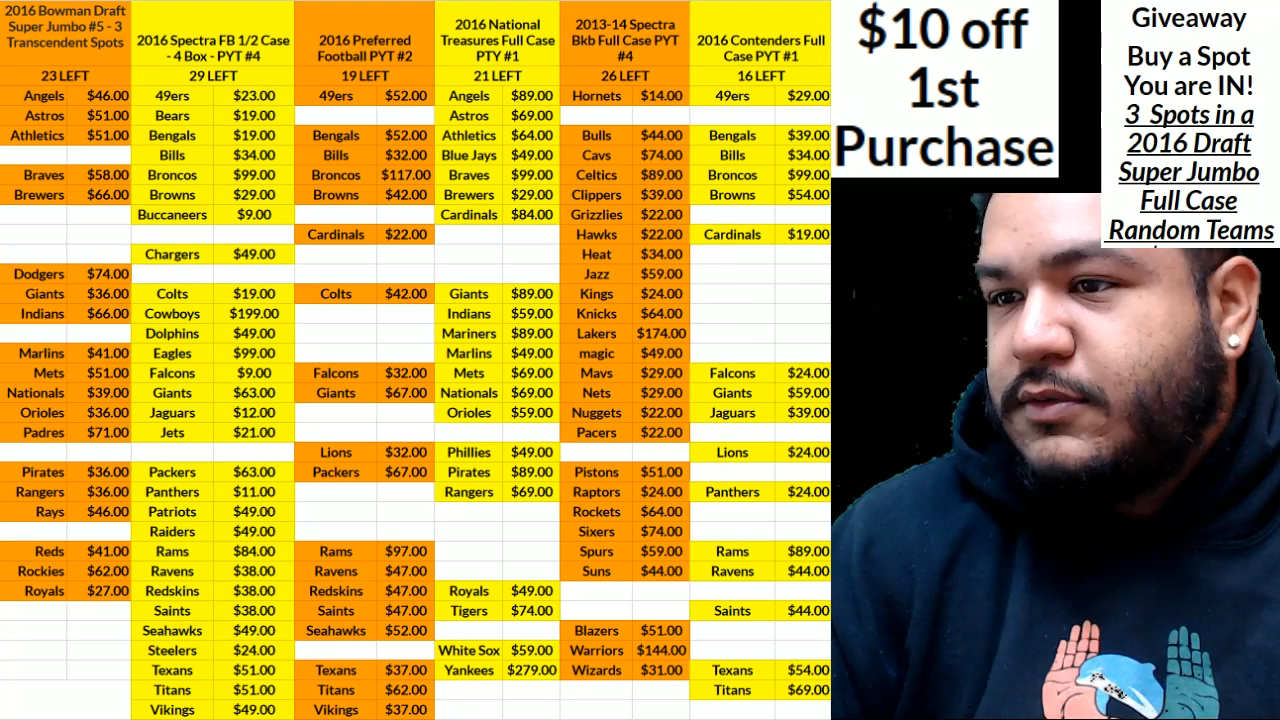 2016 Bowman Draft
Super Jumbo #5 - 3
Transcendent Spots
23 LEFT
Angels $46.00
Astros $51.00
Athletics $51.00
Braves $58.00
Brewers $66.00
Dodgers $74.00
Giants $36.00
Indians $66.00
Marlins $41.00
Mets $51.00
Nationals $39.00
Orioles $36.00
Padres $71.00
Pirates $36.00
Rangers $36.00
Rays $46.00
Reds $41.00
Rockies $62.00
Royals $27.00
2016 Spectra FB 1/2 Case
- 4 Box - PYT #4
29 LEFT
49ers $23.00
Bears $19.00
Bengals $19.00
Bills $34.00
Broncos $99.00
Browns $29.00
Buccaneers $9.00
Chargers $49.00
Colts $19.00
Cowboys $199.00
Dolphins $49.00
Eagles $99.00
Falcons $9.00
Giants $63.00
Jaguars $12.00
Jets $21.00
Packers $63.00
Panthers $11.00
Patriots $49.00
Raiders $49.00
Rams $84.00
Ravens $38.00
Redskins $38.00
Saints $38.00
Seahawks $49.00
Steelers $24.00
Texans $51.00
Titans $51.00
Vikings $49.00
2016 Preferred
Football PYT #2
19 LEFT
49ers $52.00
Bengals $52.00
Bills $32.00
Broncos $117.00
Browns $42.00
Cardinals $22.00
Colts $42.00
Falcons $32.00
Giants $67.00
Lions $32.00
Packers $67.00
Rams $97.00
Ravens $47.00
Redskins $47.00
Saints $47.00
Seahawks $52.00
Texans $37.00
Titans $62.00
Vikings $37.00
2016 National
Treasures Full Case
PTY #1
21 LEFT
Angels $89.00
Astros $69.00
Athletics $64.00
Blue Jays $49.00
Braves $99.00
Brewers $29.00
Cardinals $84.00
Giants $89.00
Indians $59.00
Mariners $89.00
Marlins $49.00
Mets $69.00
Nationals $69.00
Orioles $59.00
Phillies $49.00
Pirates $89.00
Rangers $69.00
Royals $49.00
Tigers $74.00
White Sox $59.00
Yankees $279.00
2013-14 Spectra
Bkb Full Case PYT
#4
26 LEFT
Hornets $14.00
Bulls $44.00
Cavs $74.00
Celtics $89.00
Clippers $39.00
Grizzlies $22.00
Hawks $22.00
Heat $34.00
Jazz $59.00
Kings $24.00
Knicks $64.00
Lakers $174.00
magic $49.00
Mavs $29.00
Nets $29.00
Nuggets $22.00
Pacers $22.00
Pistons $51.00
Raptors $24.00
Rockets $64.00
Sixers $74.00
Spurs $59.00
Suns $44.00
Blazers $51.00
Warriors $144.00
Wizards $31.00
2016 Contenders Full
Case PYT #1
16 LEFT
49ers $29.00
Bengals $39.00
Bills $34.00
Broncos $99.00
Browns $54.00
Cardinals $19.00
Falcons $24.00
Giants $59.00
Jaguars $39.00
Lions $24.00
Panthers $24.00
Rams $89.00
Ravens $44.00
Saints $44.00
Texans $54.00
Titans $69.00
$10 off
1st
Purchase
Giveaway
Buy a Spot
You are IN!
3 Spots in a
2016 Draft
Super Jumbo
Full Case
Random Teams